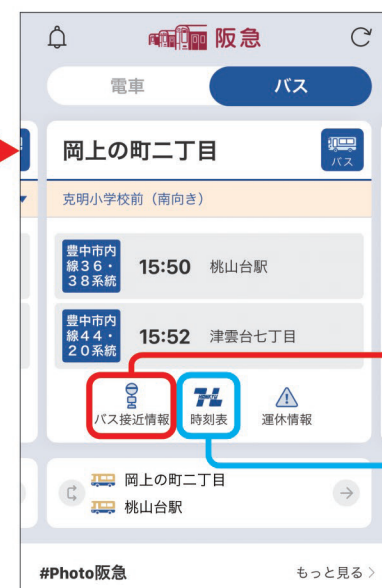 阪急
電車
バス
岡上の町二丁目
バス
克明小学校前（南向き）
豊中市内
線３６・
３８系統
15:50 桃山台駅
豊中市内
線４４・
２０系統
15:52 津雲台七丁目
バス接近情報
時刻表
運休情報
岡上の町二丁目
桃山台駅
#Photo阪急
もっと見る